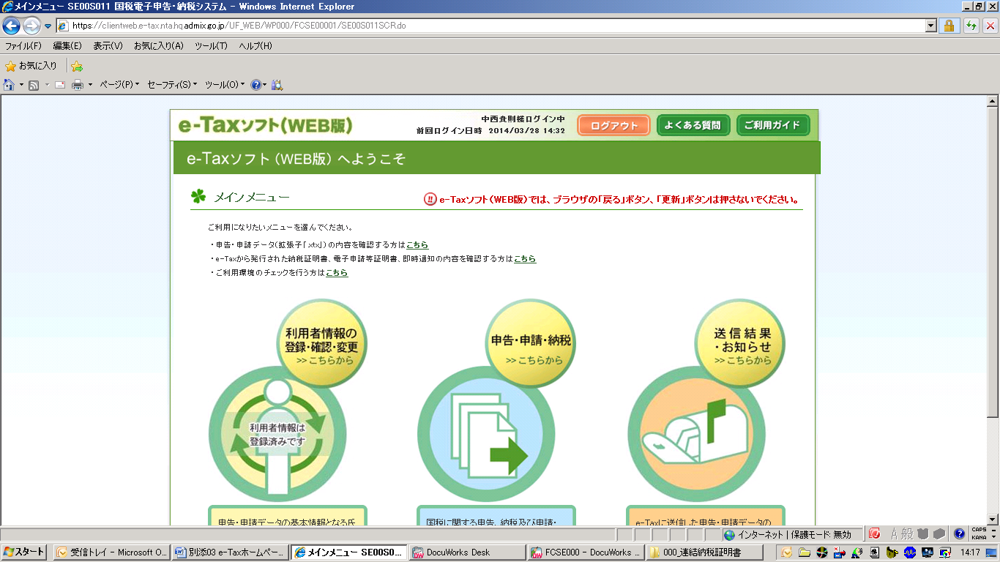 メインメニュー SE00S011 国税電子申告・納税システム - Windows Internet Explorer
https://clientweb.e-tax.nta.hq.admix.go.jp/UF_WEB/WP000/FCSE00001/SE00S011SCR.do
ファイル(F) 編集(E) 表示(V) お気に入り(A) ツール(T) ヘルプ(H)
お気に入り
ページ(P) セーフティ(S) ツール(O)
e-Taxソフト(WEB版)
中西貴則様ログイン中
前回ログイン日時 2014/03/28 14:32
ログアウト よくある質問 ご利用ガイド
e-Taxソフト（WEB版）へようこそ
メインメニュー
e-Taxソフト（WEB版）では、ブラウザの「戻る」ボタン、「更新」ボタンは押さないでください。
ご利用になりたいメニューを選んでください。
・申告・申請データ（拡張子「.xtx」）の内容を確認する方はこちら
・e-Taxから発行された納税証明書、電子申請等証明書、即時通知の内容を確認する方はこちら
・ご利用環境のチェックを行う方はこちら
利用者情報の
登録・確認・変更
>> こちらから
申告・申請・納税
>> こちらから
送信結果
・お知らせ
>> こちらから
利用者情報は
登録済みです
申告・申請データの基本情報となる氏
国税に関する申告、納税及び申請・
e-Taxに送信した申告・申請データの
インターネット | 保護モード: 無効
A 般
CAPS
KANA
スタート
受信トレイ - Microsoft O...
別添03 e-Taxホームペー...
メインメニュー SE00S0...
DocuWorks Desk
FCSE000 - DocuWorks ...
000_連結納税証明書
14:17